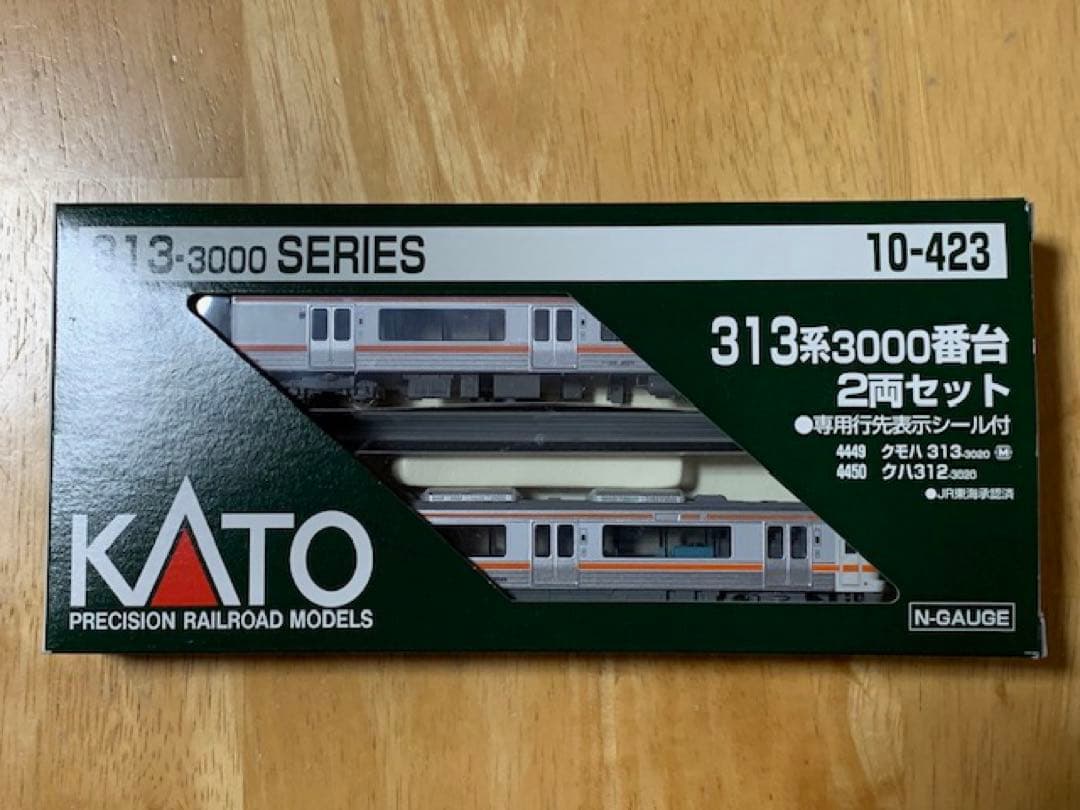 313-3000 SERIES 10-423
313系3000番台
2両セット
●専用行先表示シール付
4449 クモハ 313-3020 M
4450 クハ312-3020
●JR東海承認済
KATO
PRECISION RAILROAD MODELS
N-GAUGE